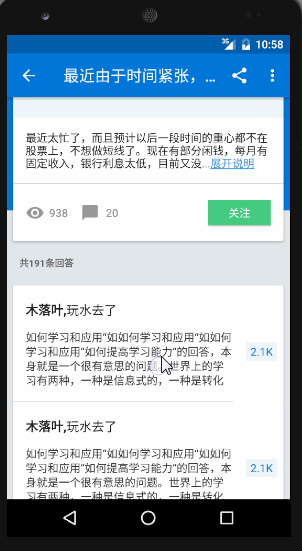 3G 10:58
最近由于时间紧张，...
最近太忙了，而且预计以后一段时间的重心都不在
股票上，不想做短线了。现在有部分闲钱，每月有
固定收入，银行利息太低，目前又没...展开说明
938 20 关注
共191条回答
木落叶,玩水去了
如何学习和应用“如如何学习和应用“如如何
学习和应用“如何提高学习能力”的回答，本
身就是一个很有意思的问题。世界上的学
习有两种，一种是信息式的，一种是转化
2.1K
木落叶,玩水去了
如何学习和应用“如如何学习和应用“如如何
学习和应用“如何提高学习能力”的回答，本
身就是一个很有意思的问题。世界上的学
习有两种，一种是信息式的，一种是转化
2.1K